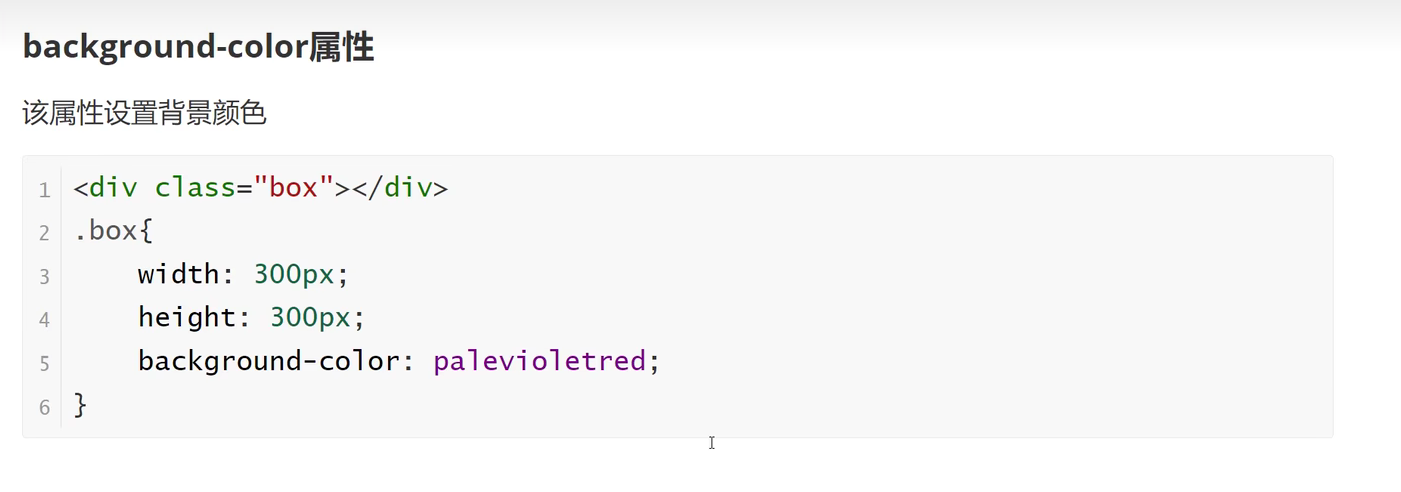 background-color属性
该属性设置背景颜色
1 <div class="box"></div>
2 .box{
3     width: 300px;
4     height: 300px;
5     background-color: palevioletred;
6 }